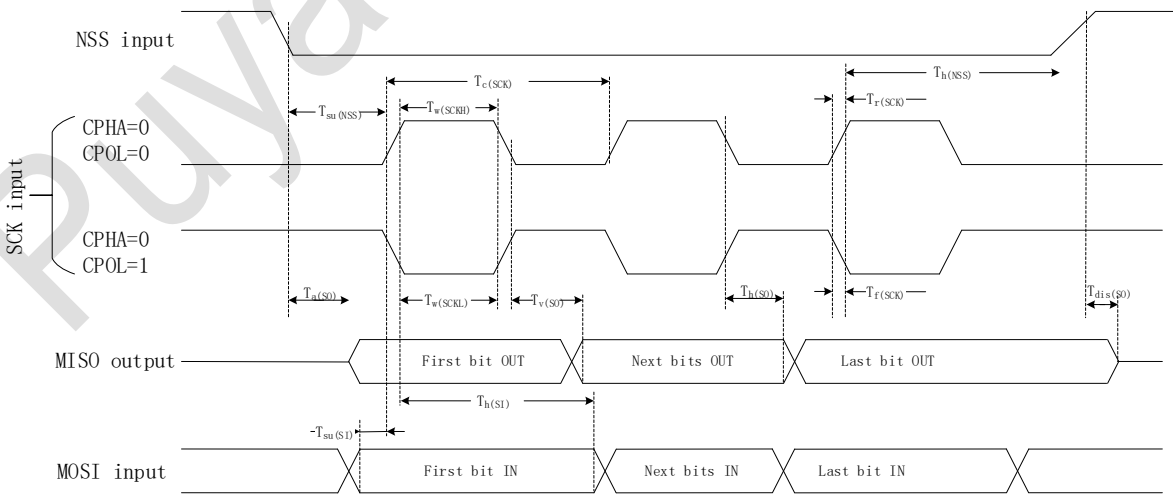 NSS input
Tc(SCK)
Th(NSS)
Tsu(NSS)
Tw(SCKH)
Tr(SCK)
SCK input
CPHA=0
CPOL=0
CPHA=0
CPOL=1
Ta(SO)
Tw(SCKL)
Tv(SO)
Th(SO)
Tf(SCK)
Tdis(SO)
MISO output
First bit OUT
Next bits OUT
Last bit OUT
Th(SI)
Tsu(SI)
MOSI input
First bit IN
Next bits IN
Last bit IN
Puya